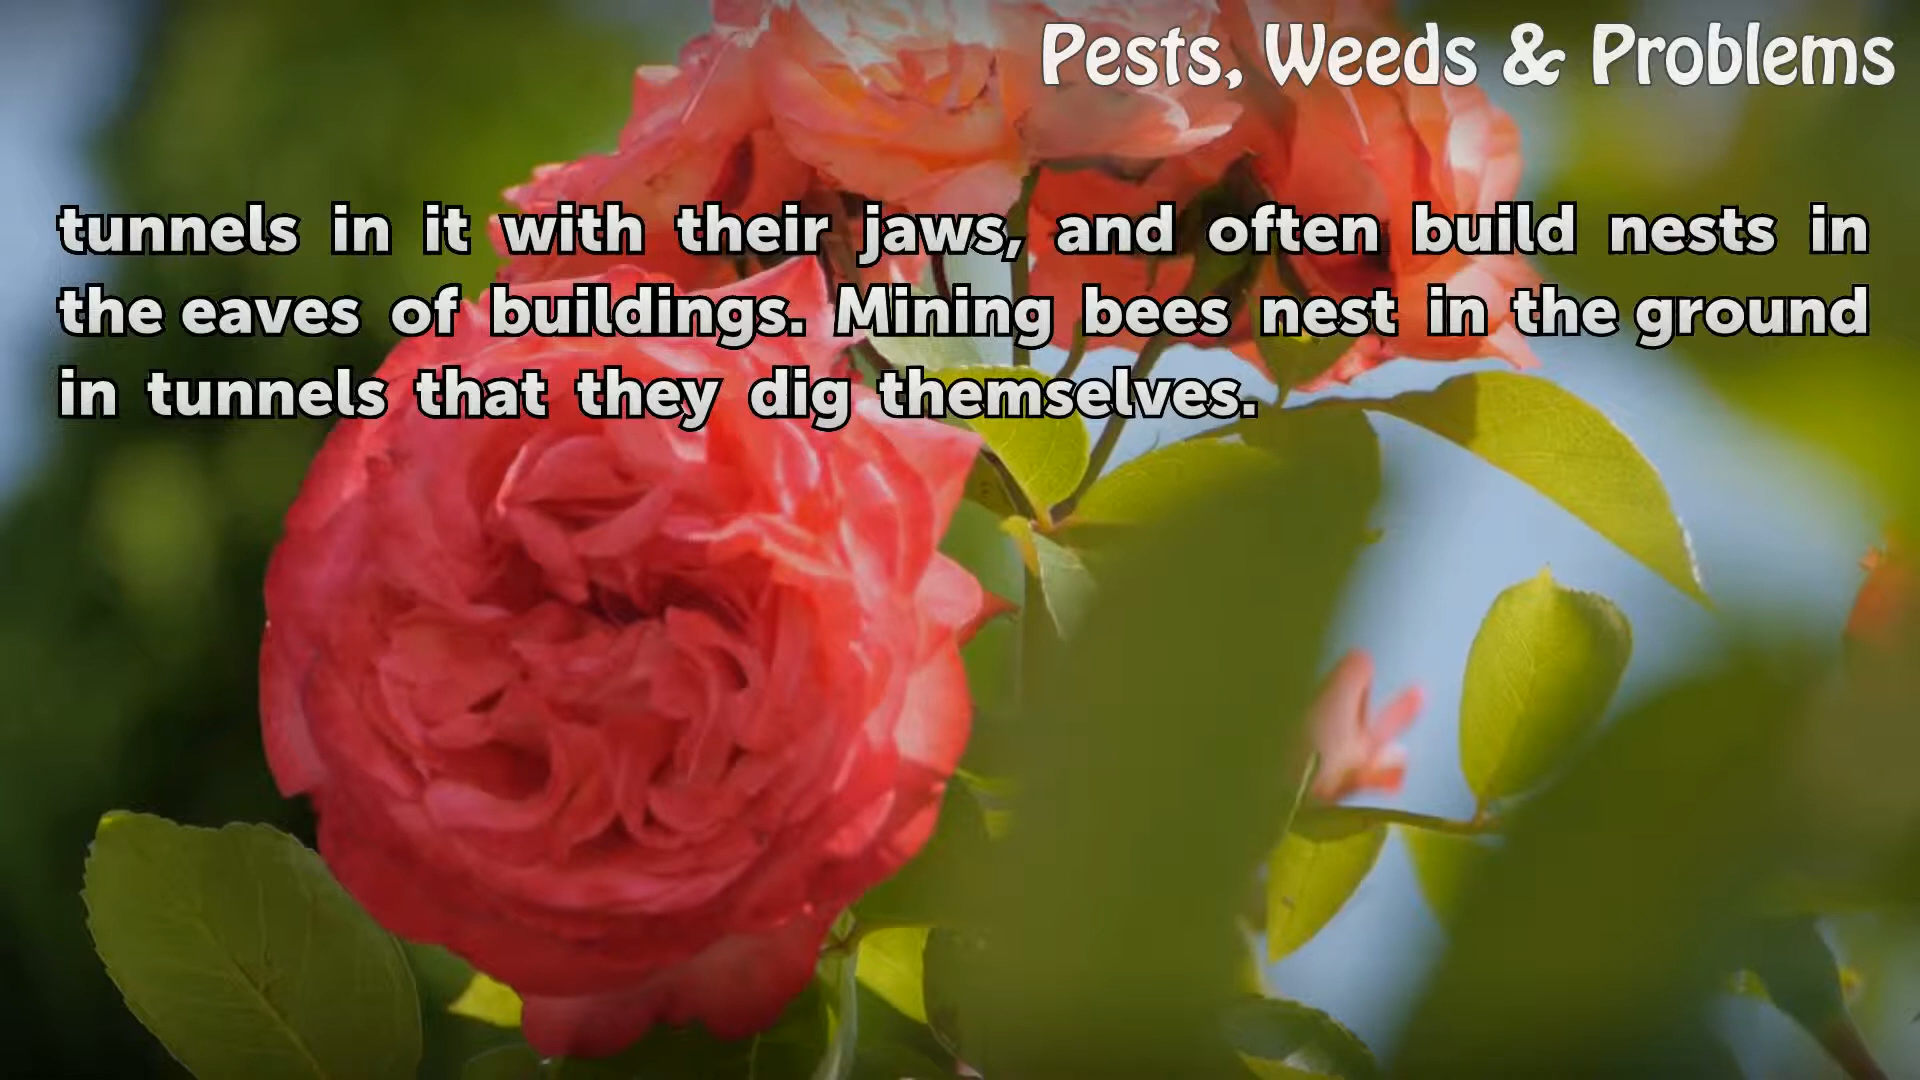 Pests, Weeds & Problems
tunnels in it with their jaws, and often build nests in
the eaves of buildings. Mining bees nest in the ground
in tunnels that they dig themselves.